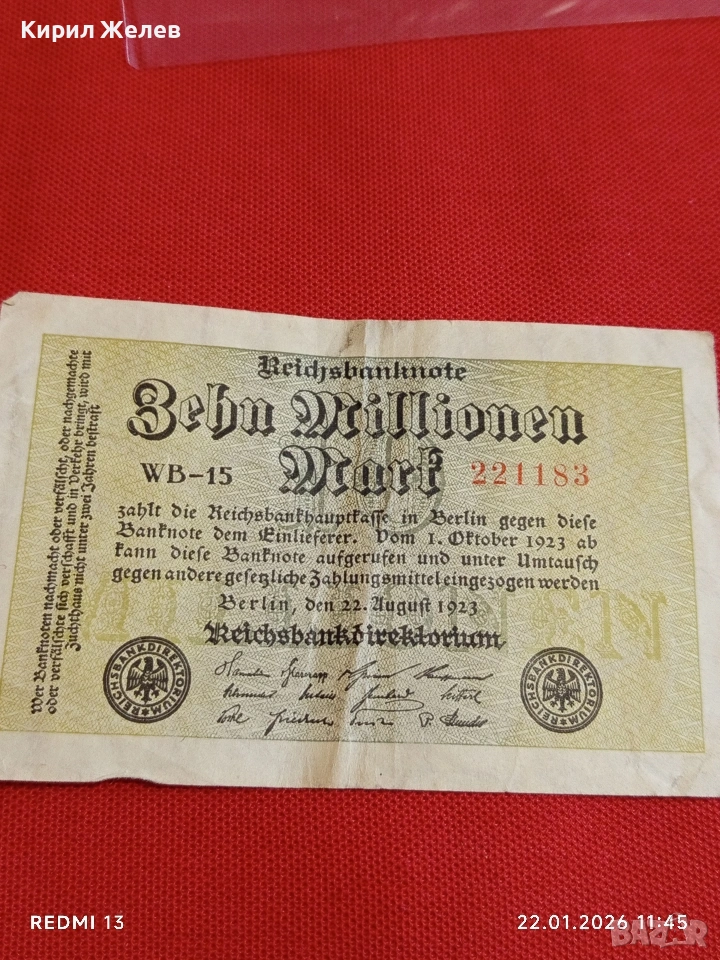 Кирил Желев
Reichsbanknote
Zehn Millionen
Mark
WB-15
221183
zahlt die Reichsbankhauptkasse in Berlin gegen diese
Banknote dem Einlieferer. Vom 1. Oktober 1923 ab
kann diese Banknote aufgerufen und unter Umtausch
gegen andere gesetzliche Zahlungsmittel eingezogen werden
Berlin, den 22. August 1923
Reichsbankdirektorium
Wer Banknoten nachmacht oder verfälscht, oder nachgemachte
oder verfälschte sich verschafft und in Verkehr bringt, wird mit
Zuchthaus nicht unter zwei Jahren bestraft
REICHSBANKDIREKTORIUM
REICHSBANKDIREKTORIUM
REDMI 13
22.01.2026 11:45
BAZAR